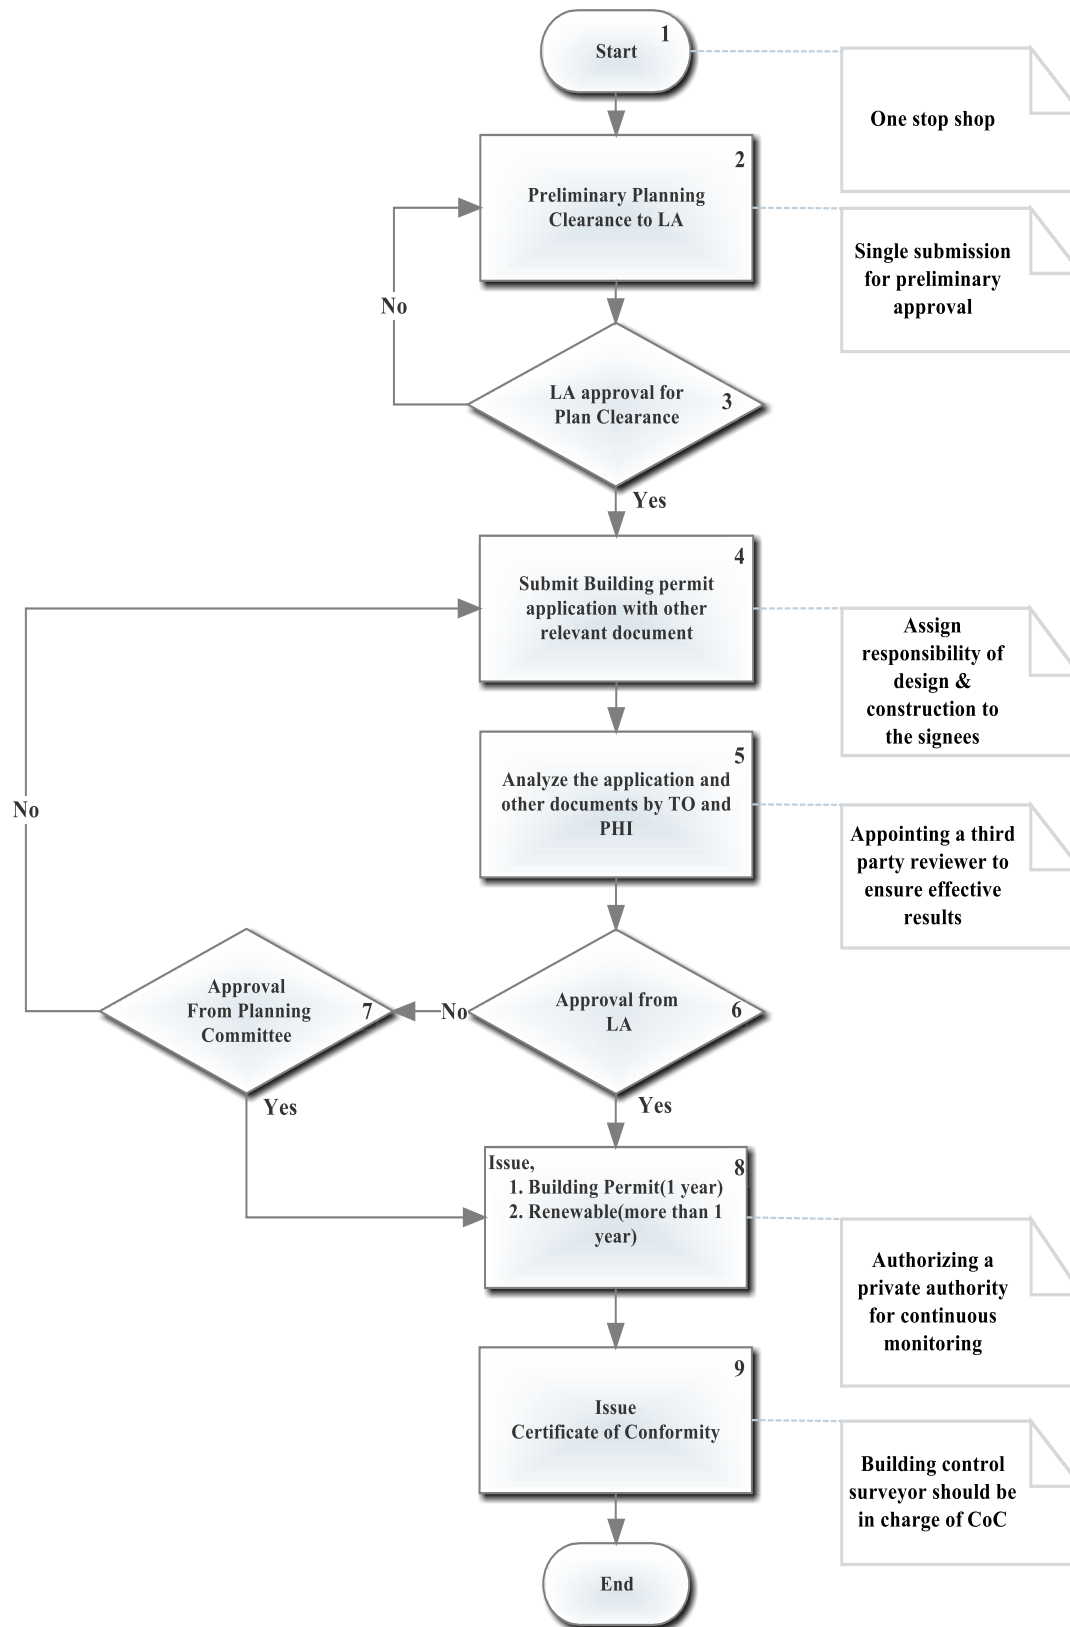 1
Start
One stop shop
2
Preliminary Planning
Clearance to LA
Single submission
for preliminary
approval
No
LA approval for
Plan Clearance
3
Yes
4
Submit Building permit
application with other
relevant document
Assign
responsibility of
design &
construction to
the signees
5
Analyze the application and
other documents by TO and
PHI
No
Appointing a third
party reviewer to
ensure effective
results
Approval
From Planning
Committee
7
No
Approval from
LA
6
Yes
Yes
8
Issue,
1. Building Permit(1 year)
2. Renewable(more than 1
year)
Authorizing a
private authority
for continuous
monitoring
9
Issue
Certificate of Conformity
Building control
surveyor should be
in charge of CoC
End